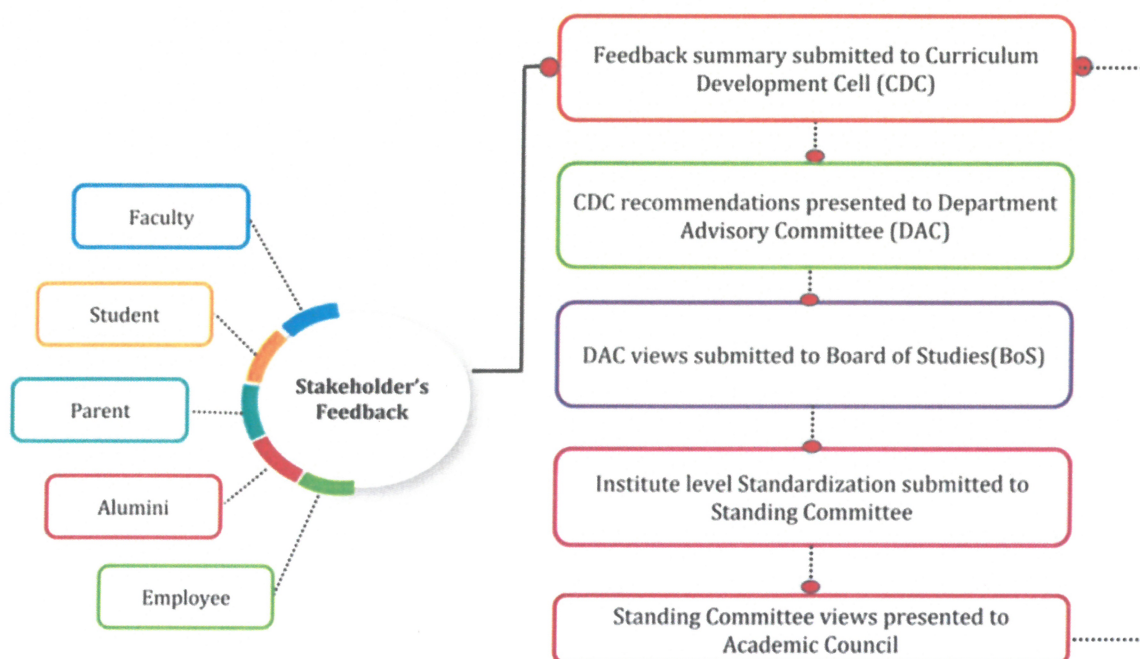 Faculty
Student
Parent
Alumini
Employee
Stakeholder's
Feedback
Feedback summary submitted to Curriculum
Development Cell (CDC)
CDC recommendations presented to Department
Advisory Committee (DAC)
DAC views submitted to Board of Studies(BoS)
Institute level Standardization submitted to
Standing Committee
Standing Committee views presented to
Academic Council